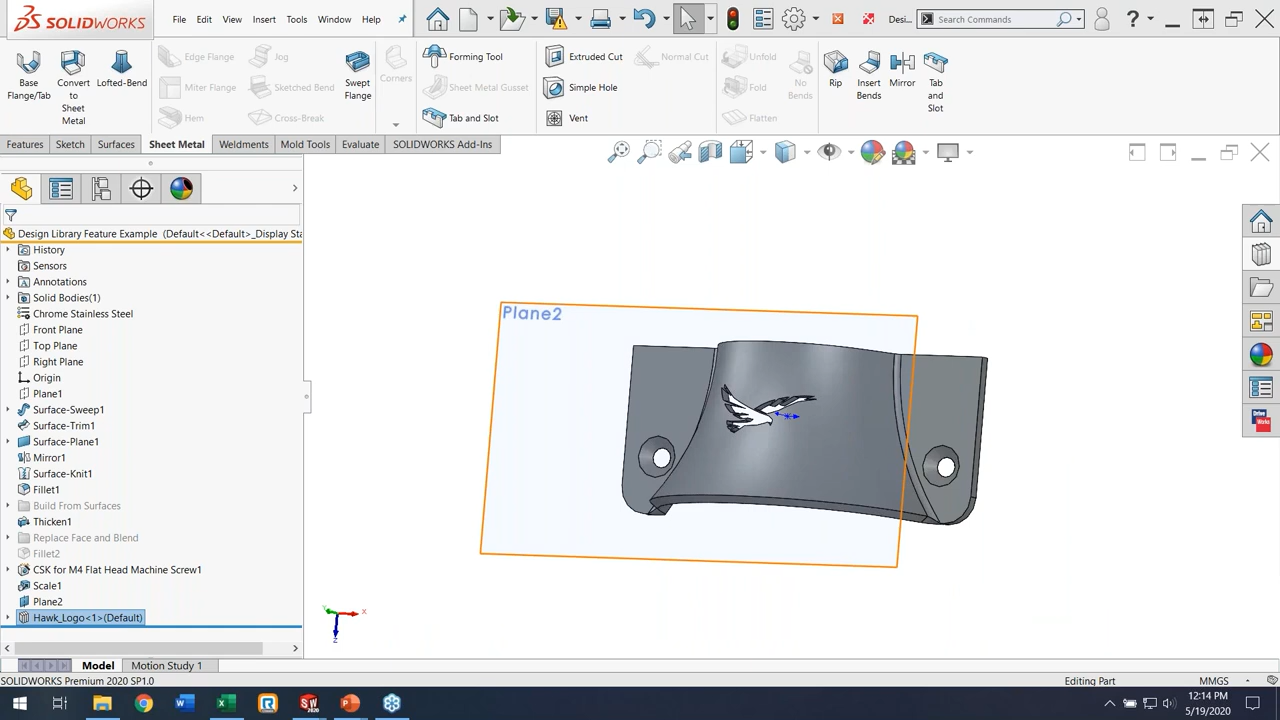 SOLIDWORKS
File Edit View Insert Tools Window Help
Desi...
Search Commands
Base Flange/Tab
Convert to Sheet Metal
Lofted-Bend
Edge Flange
Miter Flange
Hem
Jog
Sketched Bend
Cross-Break
Swept Flange
Corners
Forming Tool
Sheet Metal Gusset
Tab and Slot
Extruded Cut
Simple Hole
Vent
Normal Cut
Unfold
Fold
Flatten
No Bends
Rip
Insert Bends
Mirror
Tab and Slot
Features Sketch Surfaces Sheet Metal Weldments Mold Tools Evaluate SOLIDWORKS Add-Ins
Design Library Feature Example (Default<<Default>_Display Sta
History
Sensors
Annotations
Solid Bodies(1)
Chrome Stainless Steel
Front Plane
Top Plane
Right Plane
Origin
Plane1
Surface-Sweep1
Surface-Trim1
Surface-Plane1
Mirror1
Surface-Knit1
Fillet1
Build From Surfaces
Thicken1
Replace Face and Blend
Fillet2
CSK for M4 Flat Head Machine Screw1
Scale1
Plane2
Hawk_Logo<1>(Default)
Plane2
Y X
Z
Model Motion Study 1
SOLIDWORKS Premium 2020 SP1.0
Editing Part
MMGS
12:14 PM
5/19/2020